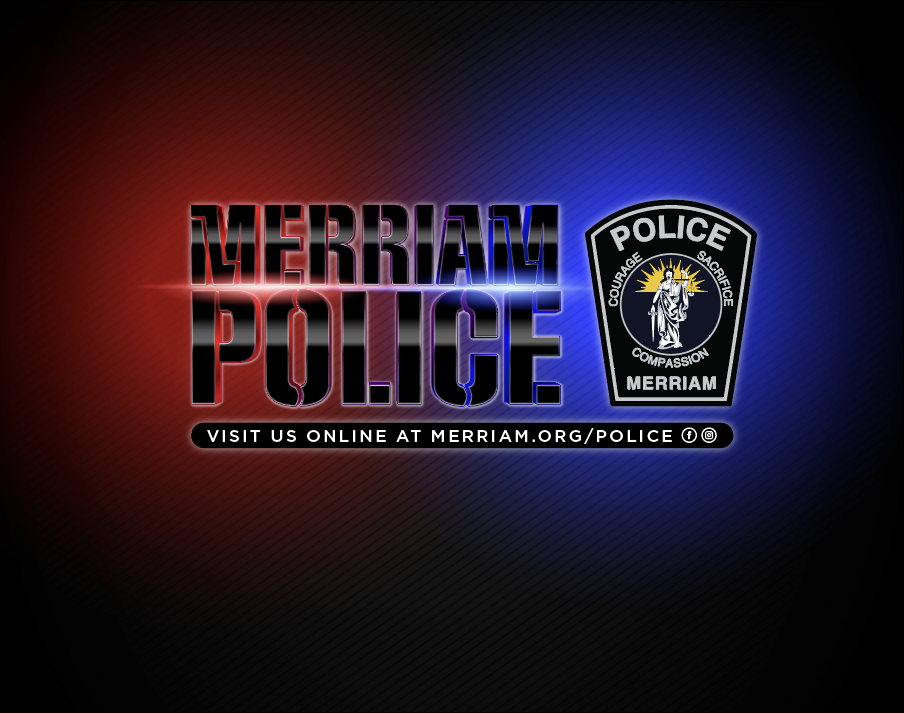 MERRIAM
POLICE
POLICE
COURAGE
SACRIFICE
COMPASSION
MERRIAM
VISIT US ONLINE AT MERRIAM.ORG/POLICE